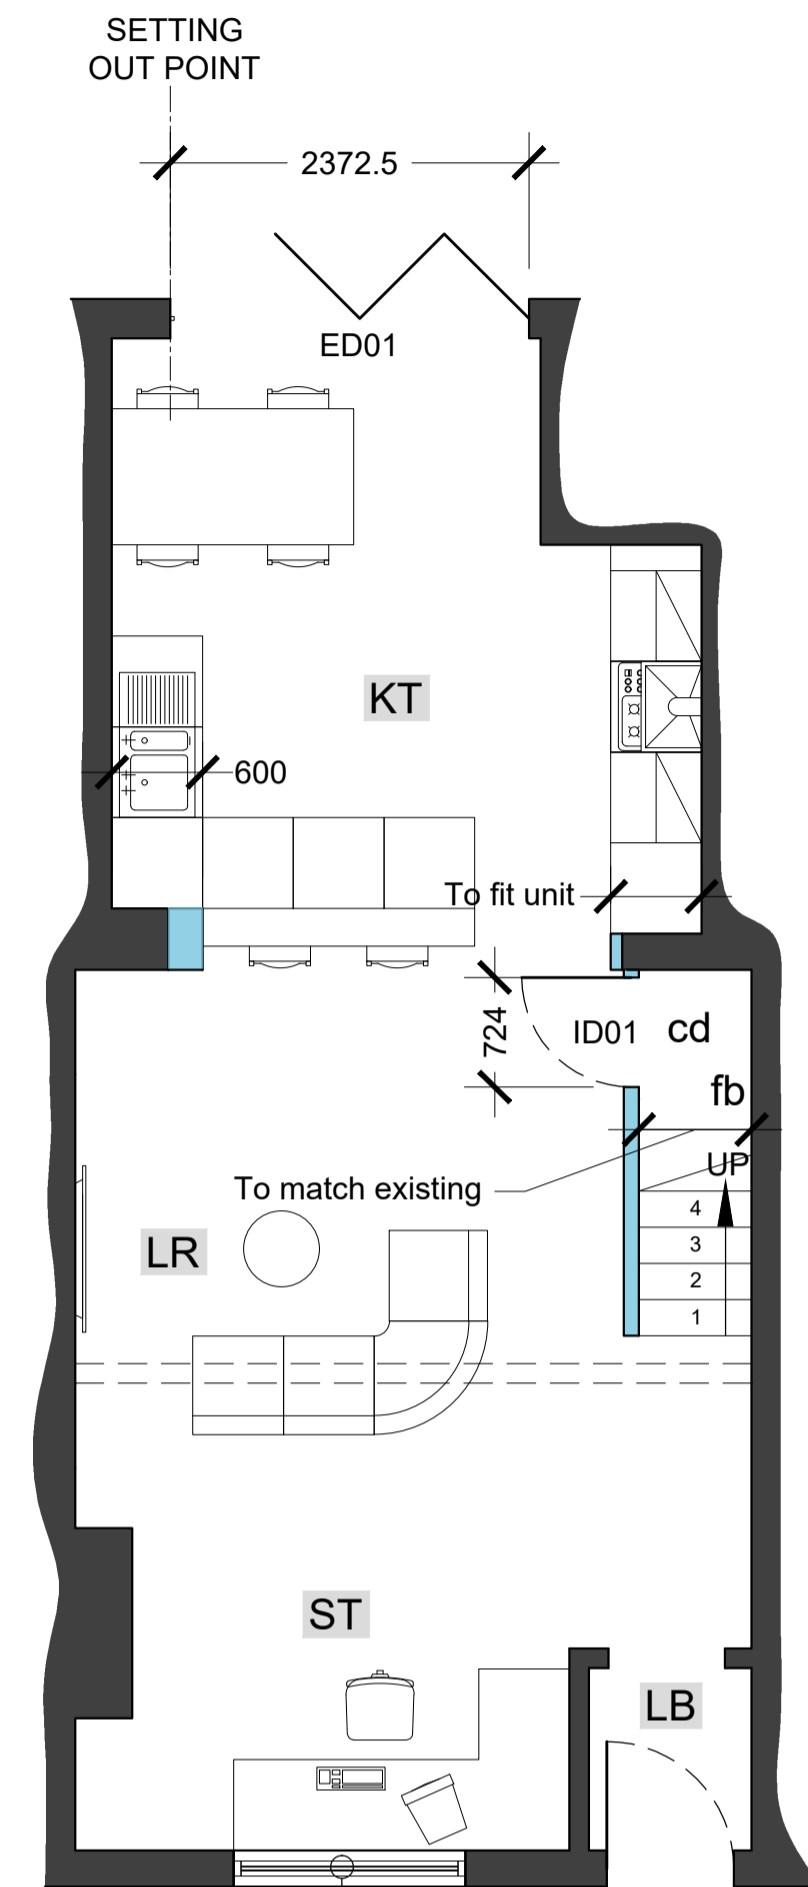 SETTING
OUT POINT
2372.5
ED01
KT
600
To fit unit
724
ID01
cd
fb
UP
To match existing
4
3
2
1
LR
ST
LB